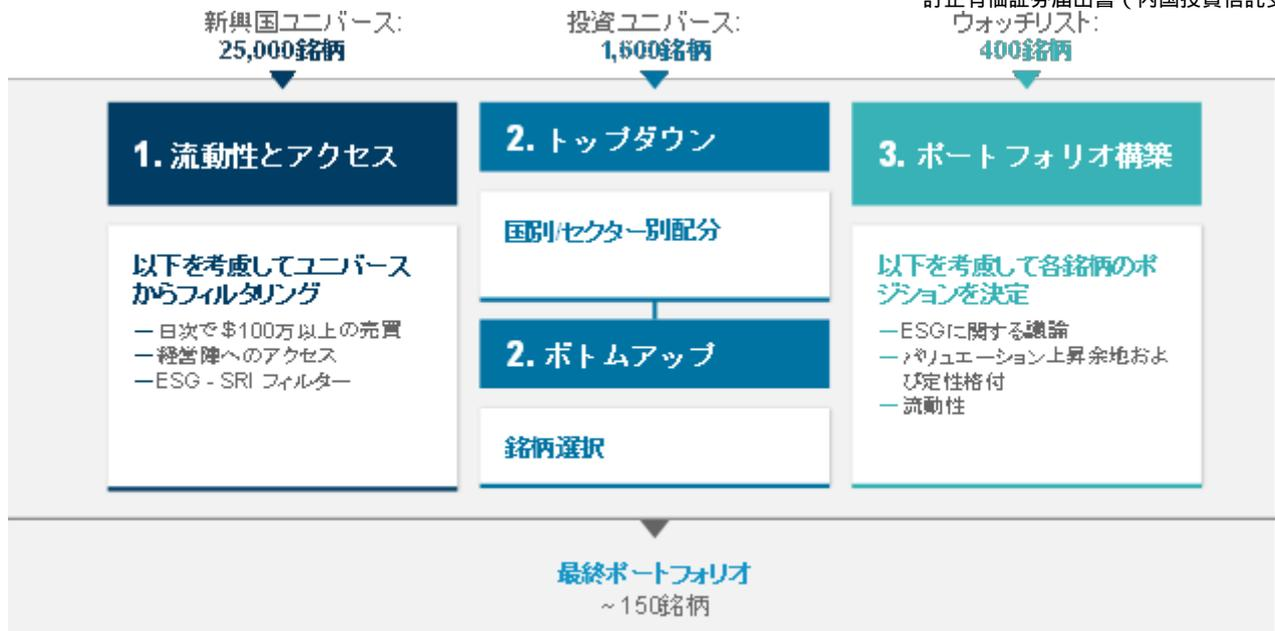 訂正有価証券届出書（内国投資信託受
新興国ユニバース:
25,000銘柄
投資ユニバース:
1,600銘柄
ウォッチリスト:
400銘柄
1. 流動性とアクセス
以下を考慮してユニバース
からフィルタリング
— 日次で$100万以上の売買
— 経営陣へのアクセス
— ESG - SRI フィルター
2. トップダウン
国別/セクター別配分
2. ボトムアップ
銘柄選択
3. ポートフォリオ構築
以下を考慮して各銘柄のポ
ジションを決定
— ESGに関する議論
— バリュエーション上昇余地およ
び定性格付
— 流動性
最終ポートフォリオ
~150銘柄